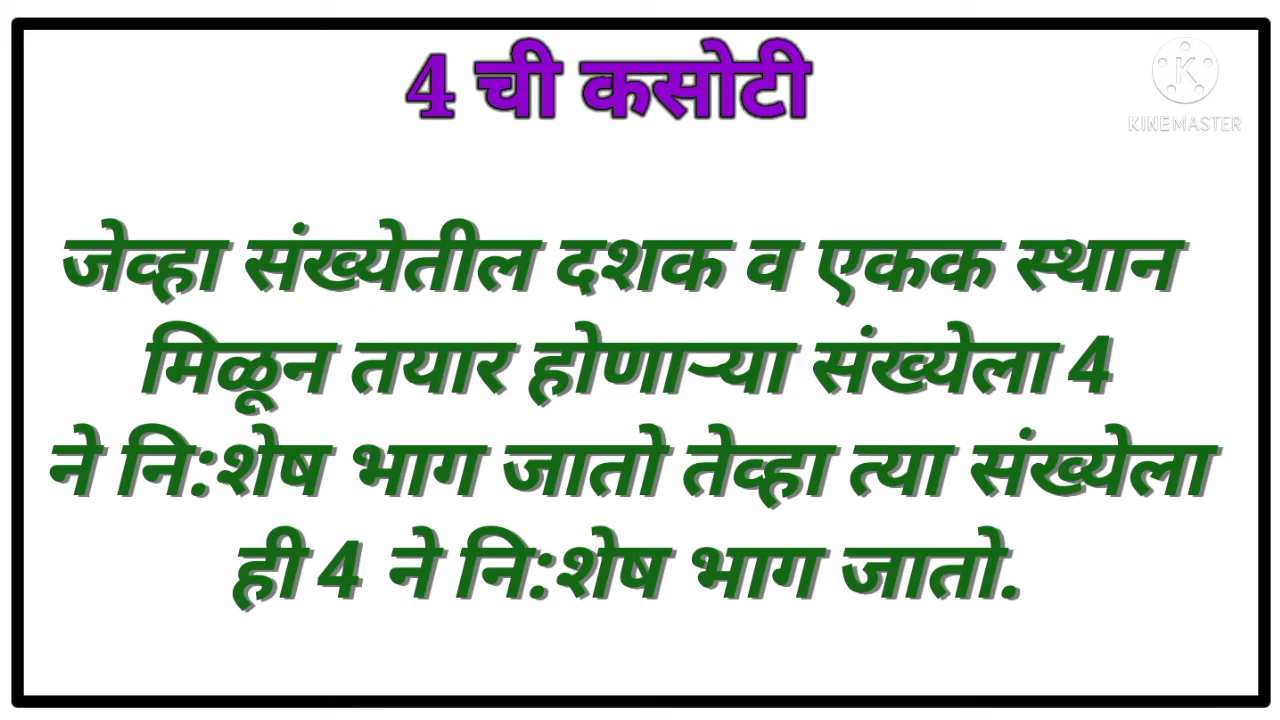 4 ची कसोटी
KINEMASTER
जेव्हा संख्येतील दशक व एकक स्थान
मिळून तयार होणाऱ्या संख्येला 4
ने नि:शेष भाग जातो तेव्हा त्या संख्येला
ही 4 ने नि:शेष भाग जातो.